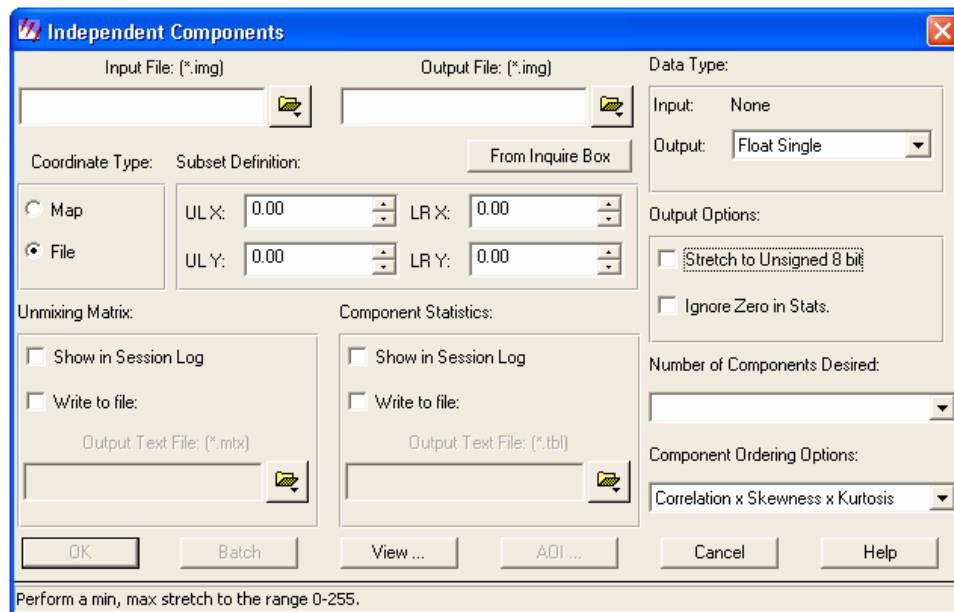 Independent Components
Input File: (*.img)
Output File: (*.img)
From Inquire Box
Coordinate Type:
Map
File
Subset Definition:
UL X: 0.00 LR X: 0.00
UL Y: 0.00 LR Y: 0.00
Data Type:
Input: None
Output: Float Single
Output Options:
Stretch to Unsigned 8 bit
Ignore Zero in Stats.
Unmixing Matrix:
Show in Session Log
Write to file:
Output Text File: (*.mtx)
Component Statistics:
Show in Session Log
Write to file:
Output Text File: (*.tbl)
Number of Components Desired:
Component Ordering Options:
Correlation x Skewness x Kurtosis
OK Batch View ... AOI ... Cancel Help
Perform a min, max stretch to the range 0-255.